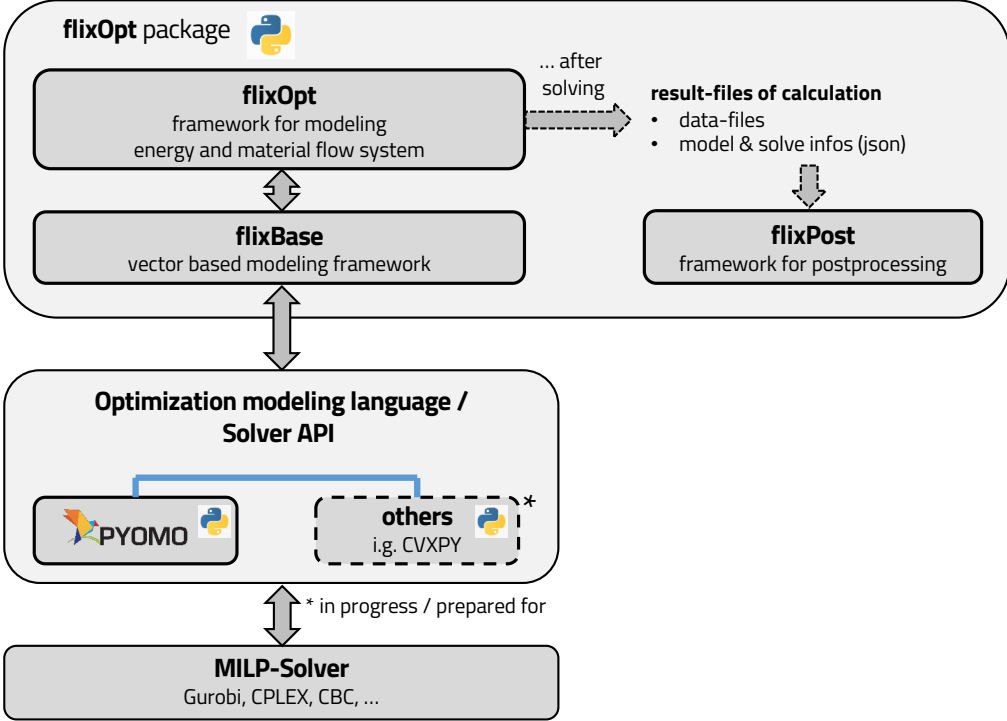 flixOpt package
flixOpt
framework for modeling
energy and material flow system
... after
solving
result-files of calculation
• data-files
• model & solve infos (json)
flixBase
vector based modeling framework
flixPost
framework for postprocessing
Optimization modeling language /
Solver API
PYOMO
others
i.g. CVXPY
*
* in progress / prepared for
MILP-Solver
Gurobi, CPLEX, CBC, ...